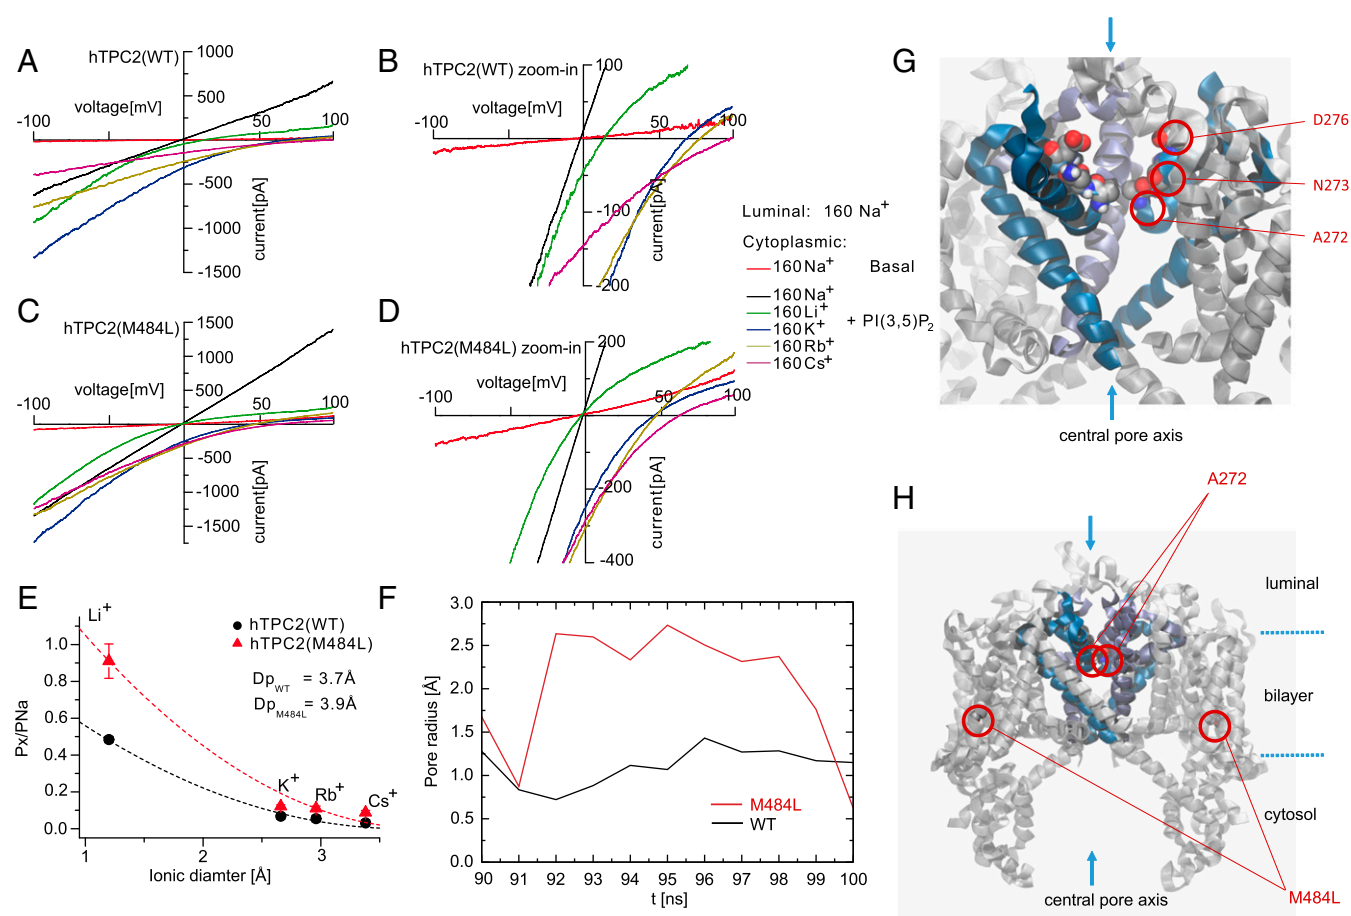 A
hTPC2(WT)
voltage[mV]
1000
500
-100
50
100
-500
-1000
-1500
current[pA]
B
hTPC2(WT) zoom-in
100
voltage[mV]
-100
50
100
-100
-200
current[pA]
Luminal: 160 Na+
Cytoplasmic:
160Na+ Basal
160Na+
160Li+
160K+ + PI(3,5)P2
160Rb+
160Cs+
C
hTPC2(M484L)
voltage[mV]
1500
1000
500
-100
50
100
-500
-1000
-1500
current[pA]
D
hTPC2(M484L) zoom-in
200
voltage[mV]
-100
50
100
-200
-400
current[pA]
E
Li+
hTPC2(WT)
hTPC2(M484L)
DpWT = 3.7Å
DpM484L = 3.9Å
K+
Rb+
Cs+
Px/PNa
1.0
0.8
0.6
0.4
0.2
0.0
1 2 3
Ionic diamter [Å]
F
Pore radius [Å]
3.0
2.5
2.0
1.5
1.0
0.5
0.0
M484L
WT
90 91 92 93 94 95 96 97 98 99 100
t [ns]
G
D276
N273
A272
central pore axis
H
A272
luminal
bilayer
cytosol
M484L
central pore axis